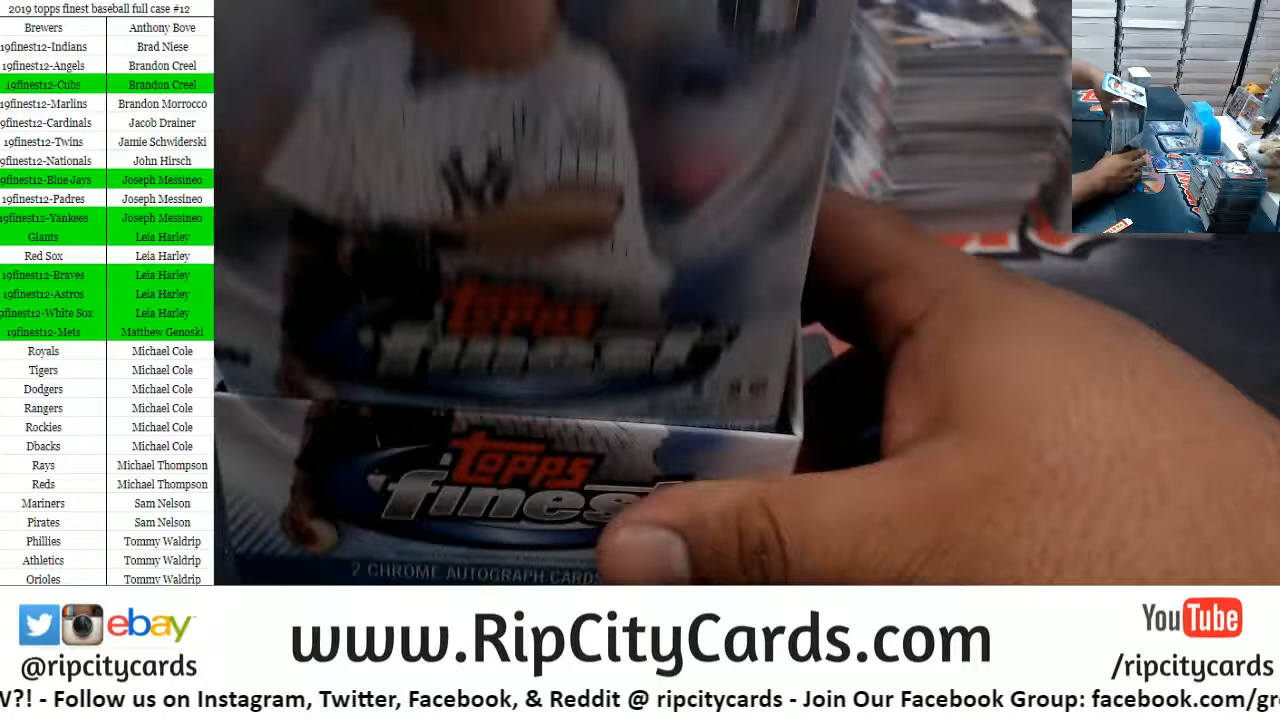 2019 topps finest baseball full case #12
Brewers Anthony Bove
19finest12-Indians Brad Niese
19finest12-Angels Brandon Creel
19finest12-Cubs Brandon Creel
19finest12-Marlins Brandon Morrocco
19finest12-Cardinals Jacob Drainer
19finest12-Twins Jamie Schwiderski
9finest12-Nationals John Hirsch
9finest12-Blue Jays Joseph Messineo
19finest12-Padres Joseph Messineo
9finest12-Yankees Joseph Messineo
Giants Leia Harley
Red Sox Leia Harley
19finest12-Braves Leia Harley
19finest12-Astros Leia Harley
9finest12-White Sox Leia Harley
19finest12-Mets Matthew Genoski
Royals Michael Cole
Tigers Michael Cole
Dodgers Michael Cole
Rangers Michael Cole
Rockies Michael Cole
Dbacks Michael Cole
Rays Michael Thompson
Reds Michael Thompson
Mariners Sam Nelson
Pirates Sam Nelson
Phillies Tommy Waldrip
Athletics Tommy Waldrip
Orioles Tommy Waldrip
topps
finest
topps
fines
2 CHROME AUTOGRAPH CARDS
ebay
@ripcitycards
www.RipCityCards.com
YouTube
/ripcitycards
W?! - Follow us on Instagram, Twitter, Facebook, & Reddit @ ripcitycards - Join Our Facebook Group: facebook.com/gr